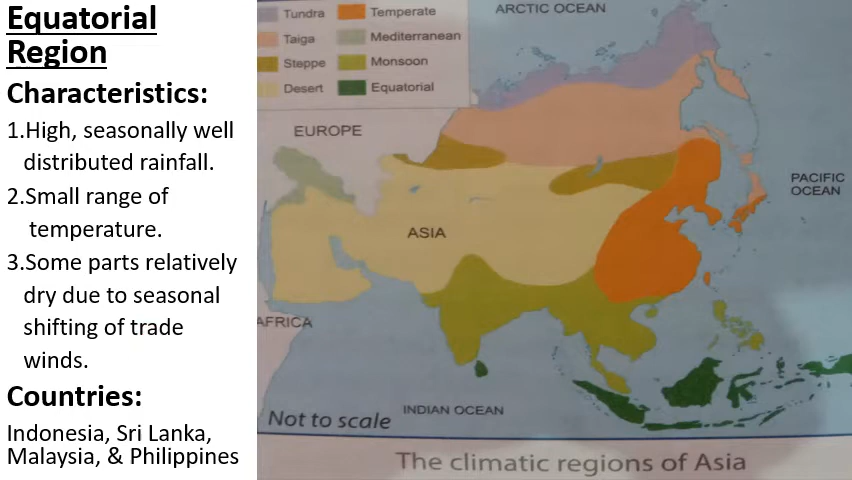 Equatorial
Region
Characteristics:
1.High, seasonally well
distributed rainfall.
2.Small range of
temperature.
3.Some parts relatively
dry due to seasonal
shifting of trade
winds.
Countries:
Indonesia, Sri Lanka,
Malaysia, & Philippines
Tundra
Temperate
Taiga
Mediterranean
Steppe
Monsoon
Desert
Equatorial
ARCTIC OCEAN
EUROPE
PACIFIC
OCEAN
ASIA
AFRICA
INDIAN OCEAN
Not to scale
The climatic regions of Asia